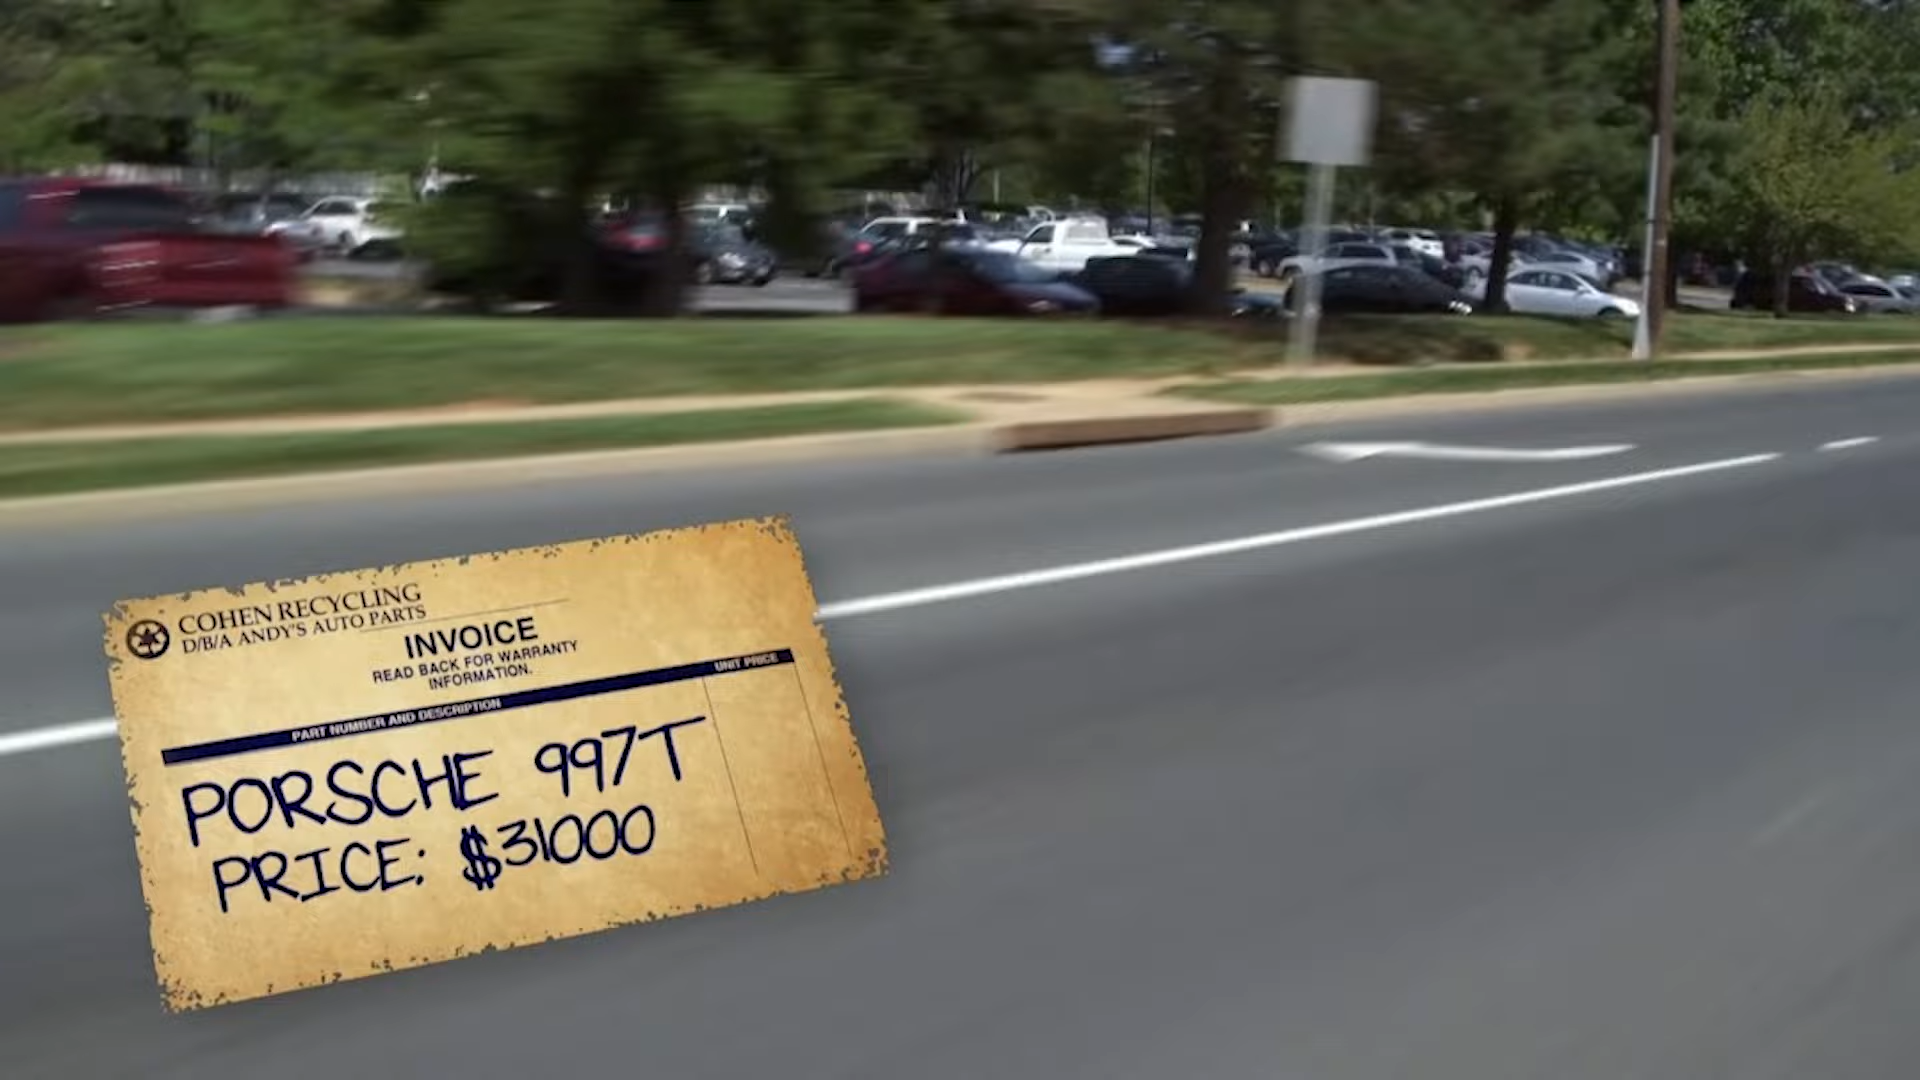 COHEN RECYCLING
D/B/A ANDY'S AUTO PARTS
INVOICE
READ BACK FOR WARRANTY
INFORMATION.
PART NUMBER AND DESCRIPTION
UNIT PRICE
PORSCHE 997T
PRICE: $31000